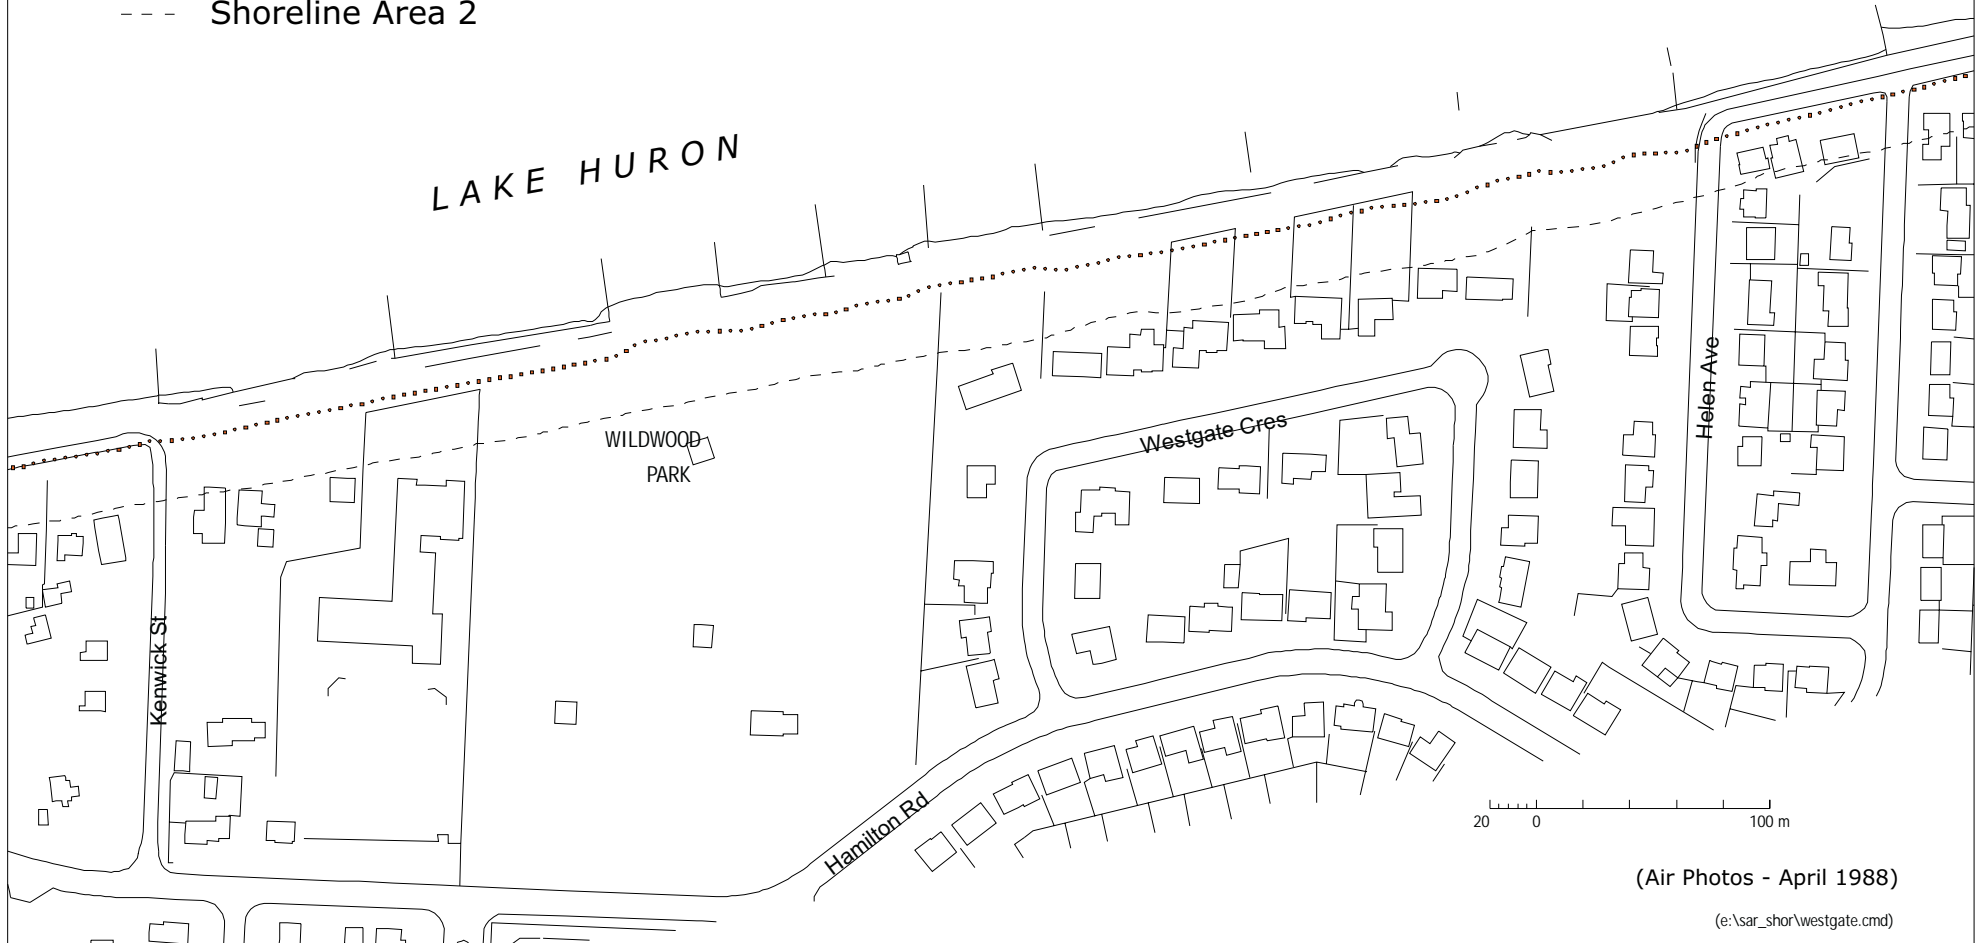 Shoreline Area 2
LAKE HURON
WILDWOOD
PARK
Westgate Cres
Helen Ave
Kenwick St
Hamilton Rd
20 0 100 m
(Air Photos - April 1988)
(e:\sar_shor\westgate.cmd)